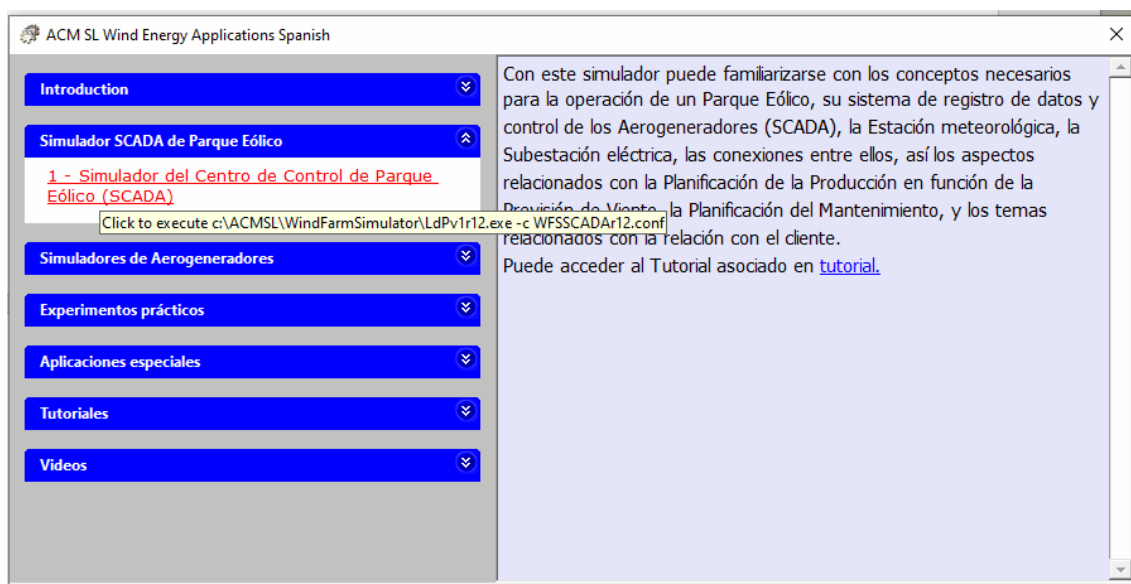 ACM SL Wind Energy Applications Spanish
Introduction
Simulador SCADA de Parque Eólico
1 - Simulador del Centro de Control de Parque
Eólico (SCADA)
Click to execute c:\ACMSL\WindFarmSimulator\LdPv1r12.exe -c WFSSCADAr12.conf
Simuladores de Aerogeneradores
Experimentos prácticos
Aplicaciones especiales
Tutoriales
Videos
Con este simulador puede familiarizarse con los conceptos necesarios
para la operación de un Parque Eólico, su sistema de registro de datos y
control de los Aerogeneradores (SCADA), la Estación meteorológica, la
Subestación eléctrica, las conexiones entre ellos, así los aspectos
relacionados con la Planificación de la Producción en función de la
Previsión de Viento, la Planificación del Mantenimiento, y los temas
relacionados con la relación con el cliente.
Puede acceder al Tutorial asociado en tutorial.